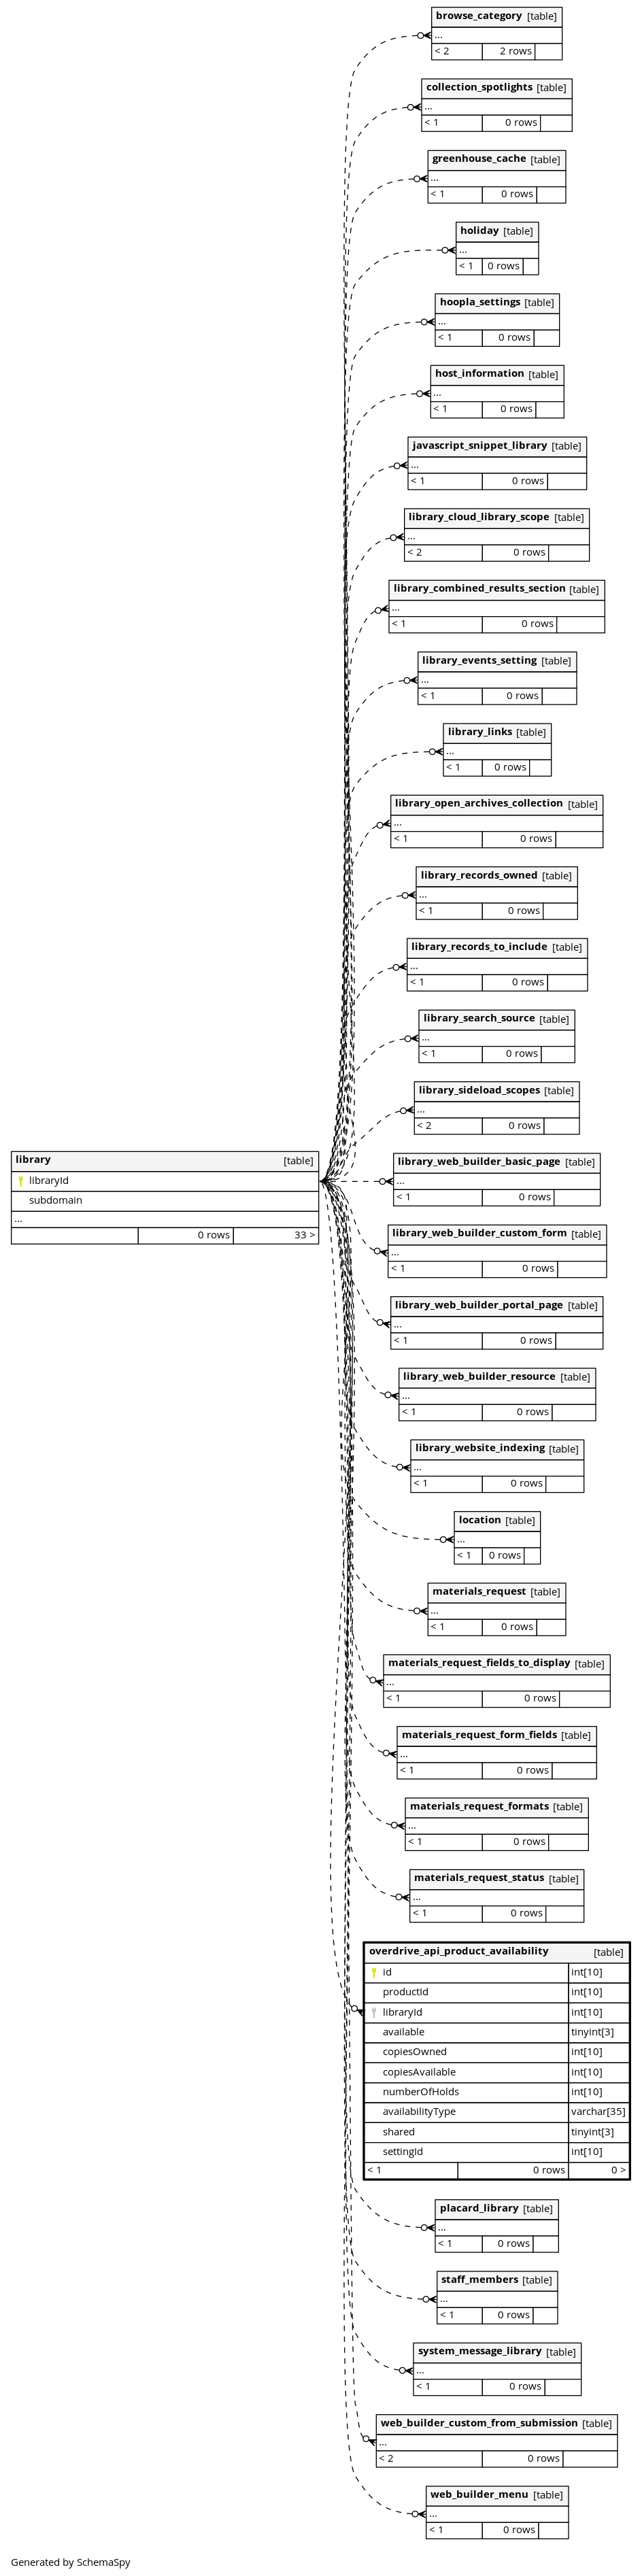 browse_category [table]
...
< 2 2 rows
collection_spotlights [table]
...
< 1 0 rows
greenhouse_cache [table]
...
< 1 0 rows
holiday [table]
...
< 1 0 rows
hoopla_settings [table]
...
< 1 0 rows
host_information [table]
...
< 1 0 rows
javascript_snippet_library [table]
...
< 1 0 rows
library_cloud_library_scope [table]
...
< 2 0 rows
library_combined_results_section [table]
...
< 1 0 rows
library_events_setting [table]
...
< 1 0 rows
library_links [table]
...
< 1 0 rows
library_open_archives_collection [table]
...
< 1 0 rows
library_records_owned [table]
...
< 1 0 rows
library_records_to_include [table]
...
< 1 0 rows
library_search_source [table]
...
< 1 0 rows
library_sideload_scopes [table]
...
< 2 0 rows
library [table]
libraryId
subdomain
...
0 rows 33 >
library_web_builder_basic_page [table]
...
< 1 0 rows
library_web_builder_custom_form [table]
...
< 1 0 rows
library_web_builder_portal_page [table]
...
< 1 0 rows
library_web_builder_resource [table]
...
< 1 0 rows
library_website_indexing [table]
...
< 1 0 rows
location [table]
...
< 1 0 rows
materials_request [table]
...
< 1 0 rows
materials_request_fields_to_display [table]
...
< 1 0 rows
materials_request_form_fields [table]
...
< 1 0 rows
materials_request_formats [table]
...
< 1 0 rows
materials_request_status [table]
...
< 1 0 rows
overdrive_api_product_availability [table]
id int[10]
productId int[10]
libraryId int[10]
available tinyint[3]
copiesOwned int[10]
copiesAvailable int[10]
numberOfHolds int[10]
availabilityType varchar[35]
shared tinyint[3]
settingId int[10]
< 1 0 rows 0 >
placard_library [table]
...
< 1 0 rows
staff_members [table]
...
< 1 0 rows
system_message_library [table]
...
< 1 0 rows
web_builder_custom_from_submission [table]
...
< 2 0 rows
web_builder_menu [table]
...
< 1 0 rows
Generated by SchemaSpy